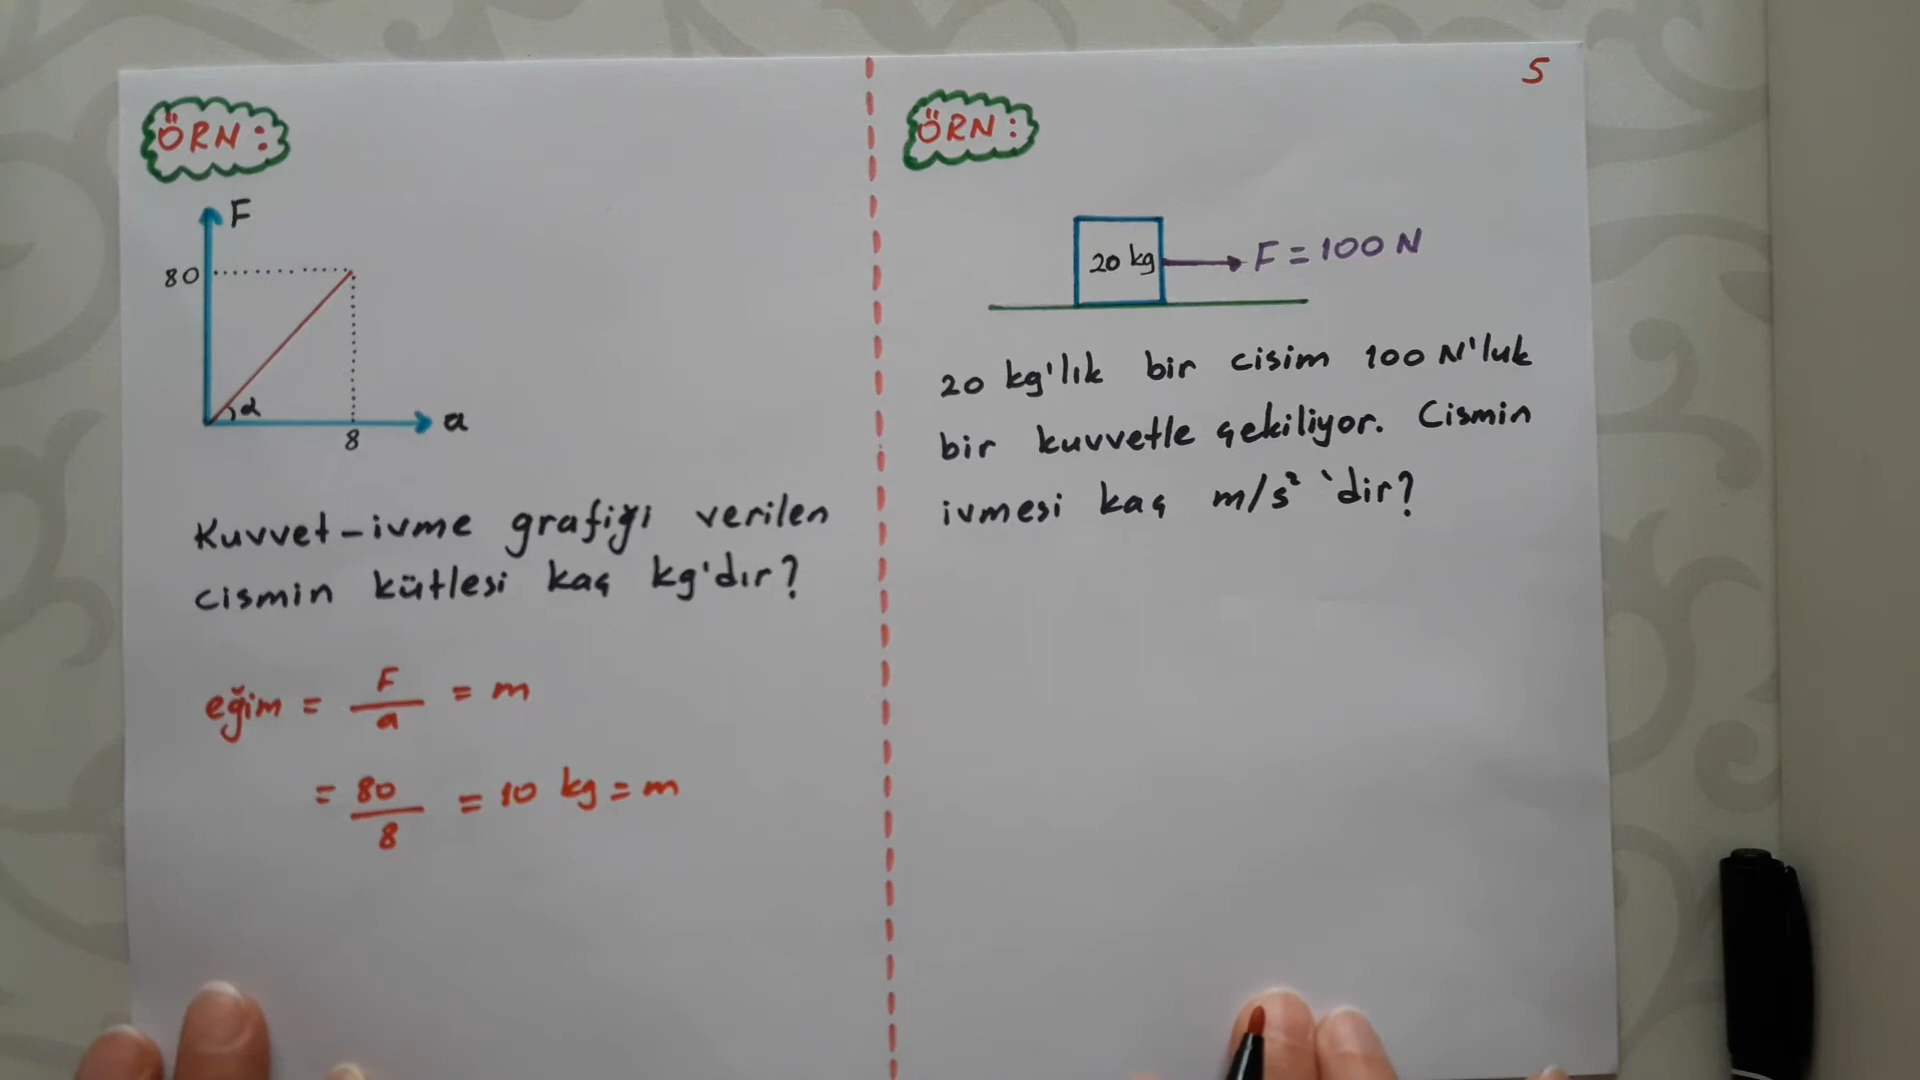 5
ÖRN:
F
80
α
a
8
Kuvvet-ivme grafiği verilen
cismin kütlesi kaç kg'dır?
eğim = F/a = m
= 80/8 = 10 kg = m
ÖRN:
20 kg
F = 100 N
20 kg'lık bir cisim 100 N'luk
bir kuvvetle çekiliyor. Cismin
ivmesi kaç m/s² 'dir?